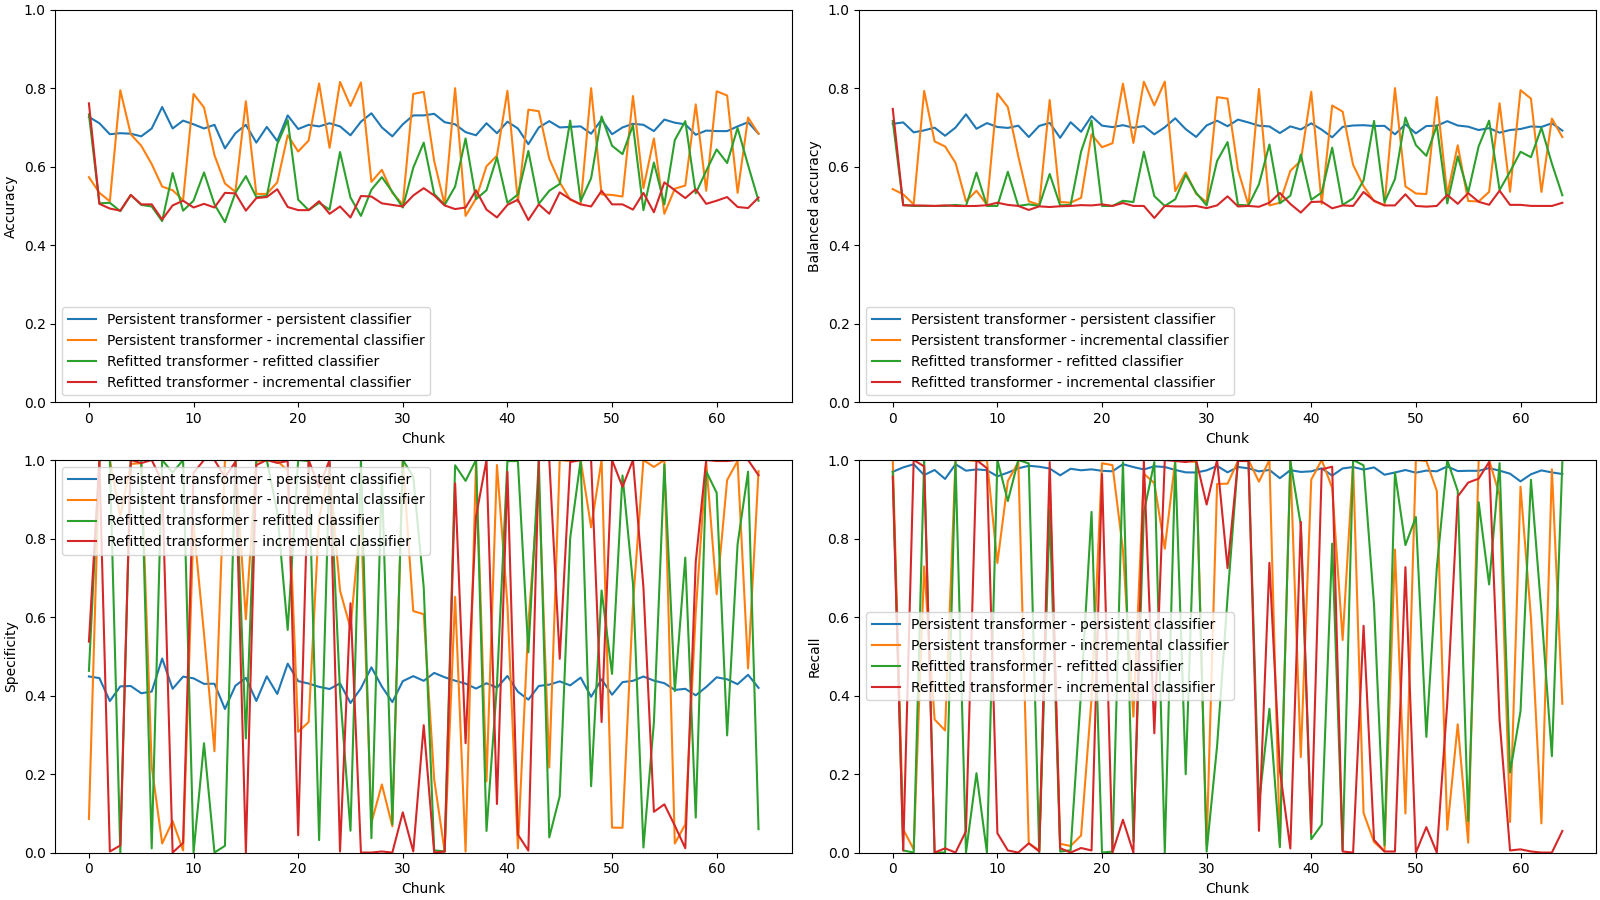 1.0
0.8
0.6
0.4
0.2
0.0
Accuracy
Persistent transformer - persistent classifier
Persistent transformer - incremental classifier
Refitted transformer - refitted classifier
Refitted transformer - incremental classifier
0 10 20 30 40 50 60
Chunk
1.0
0.8
0.6
0.4
0.2
0.0
Balanced accuracy
Persistent transformer - persistent classifier
Persistent transformer - incremental classifier
Refitted transformer - refitted classifier
Refitted transformer - incremental classifier
0 10 20 30 40 50 60
Chunk
1.0
0.8
0.6
0.4
0.2
0.0
Specificity
Persistent transformer - persistent classifier
Persistent transformer - incremental classifier
Refitted transformer - refitted classifier
Refitted transformer - incremental classifier
0 10 20 30 40 50 60
Chunk
1.0
0.8
0.6
0.4
0.2
0.0
Recall
Persistent transformer - persistent classifier
Persistent transformer - incremental classifier
Refitted transformer - refitted classifier
Refitted transformer - incremental classifier
0 10 20 30 40 50 60
Chunk